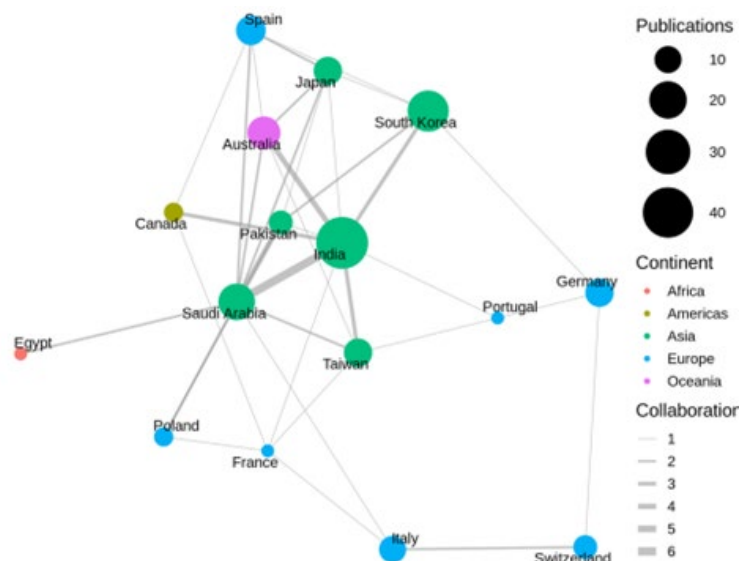 Spain
Japan
South Korea
Australia
Canada
Pakistan
India
Germany
Portugal
Saudi Arabia
Egypt
Taiwan
Poland
France
Italy
Switzerland
Publications
10
20
30
40
Continent
Africa
Americas
Asia
Europe
Oceania
Collaboration
1
2
3
4
5
6